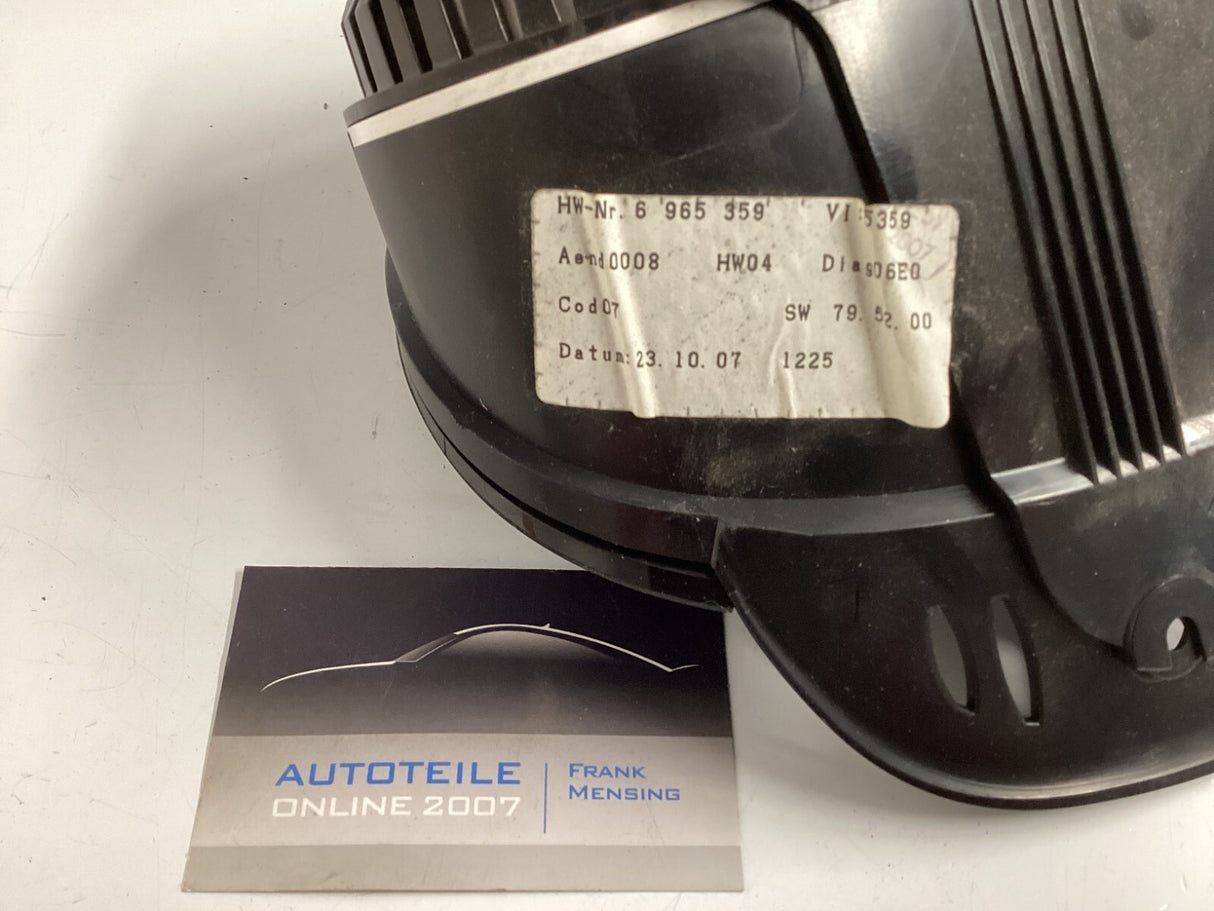 HW-Nr. 6 965 359 VI 5359
Aend0008 HW04 Diag06E0
Cod07 SW 79. 52. 00
Datum: 23. 10. 07 1225
AUTOTEILE
ONLINE 2007
FRANK
MENSING